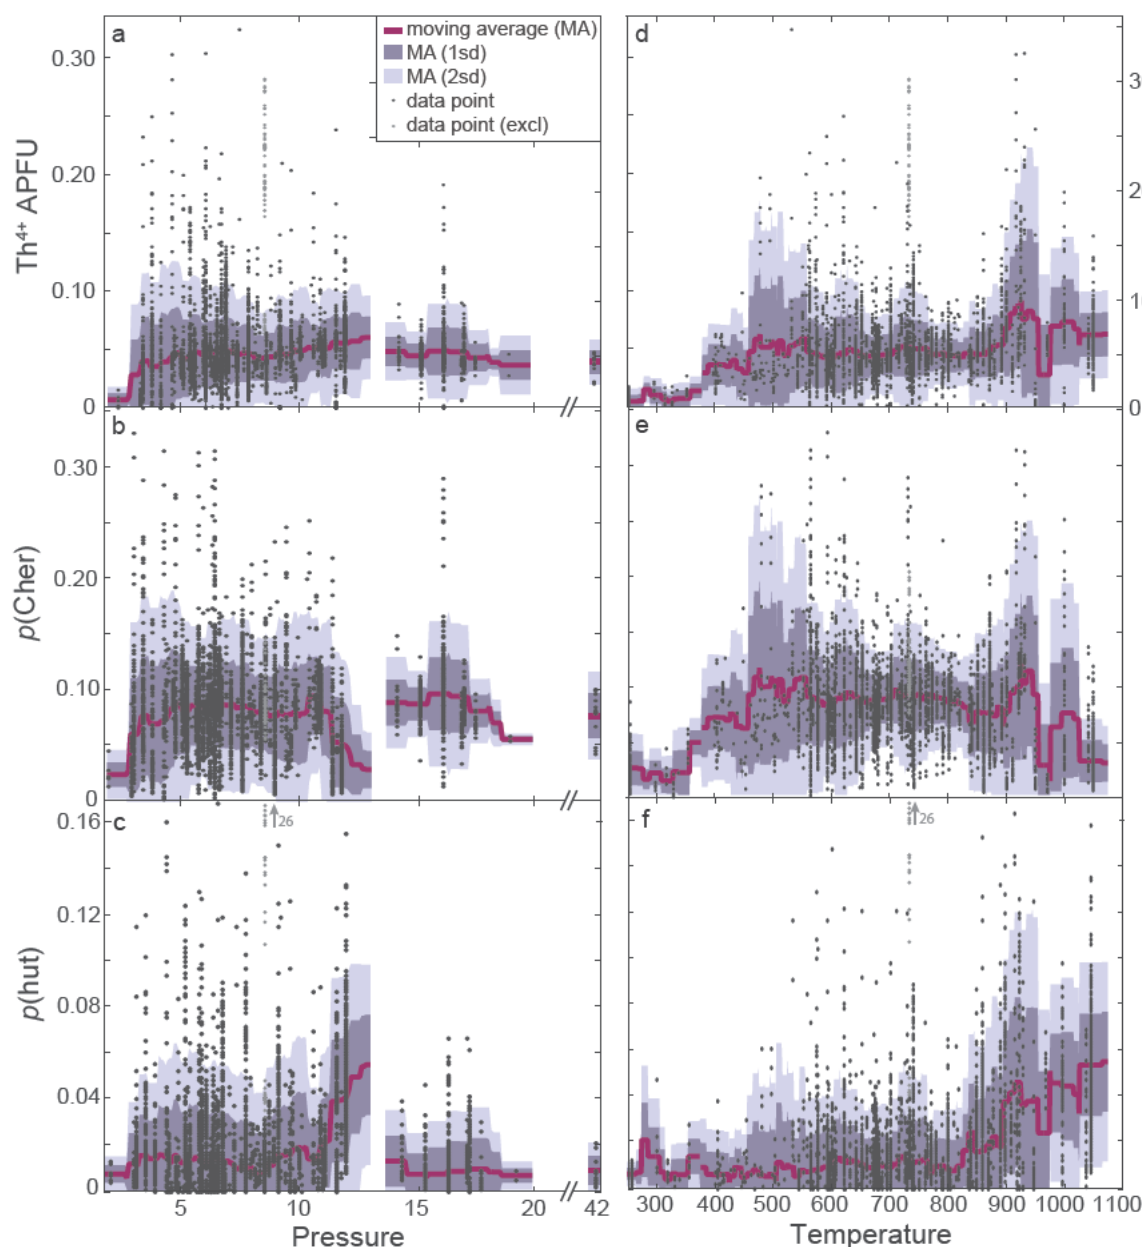 a
moving average (MA)
MA (1sd)
MA (2sd)
data point
data point (excl)
d
0.30
0.20
0.10
0
Th⁴⁺ APFU
3
1
0
b
e
0.30
0.20
0.10
0
p(Cher)
c
26
f
26
0.16
0.12
0.08
0.04
0
p(hut)
5 10 15 20 42
300 400 500 600 700 800 900 1000 1100
Pressure
Temperature